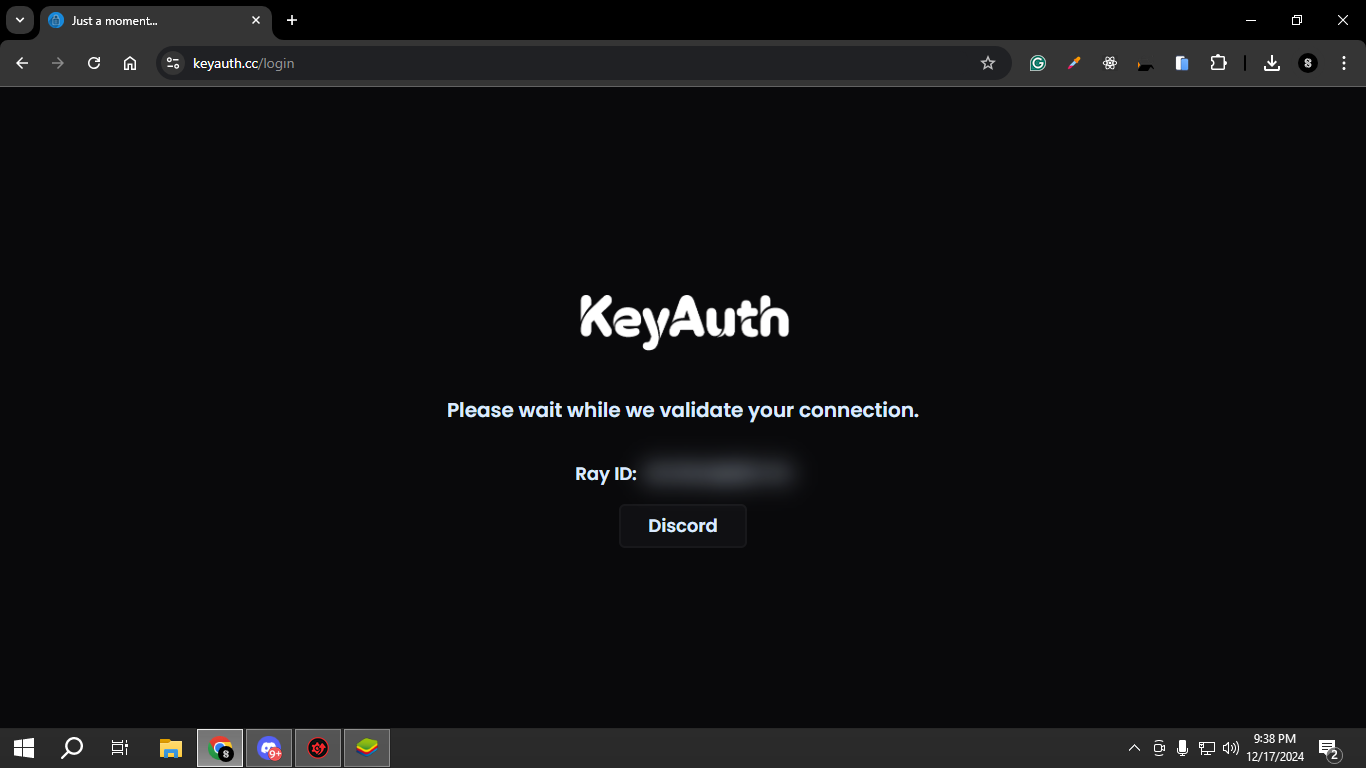 Just a moment...
keyauth.cc/login
KeyAuth
Please wait while we validate your connection.
Ray ID:
Discord
9+
9:38 PM
12/17/2024
2